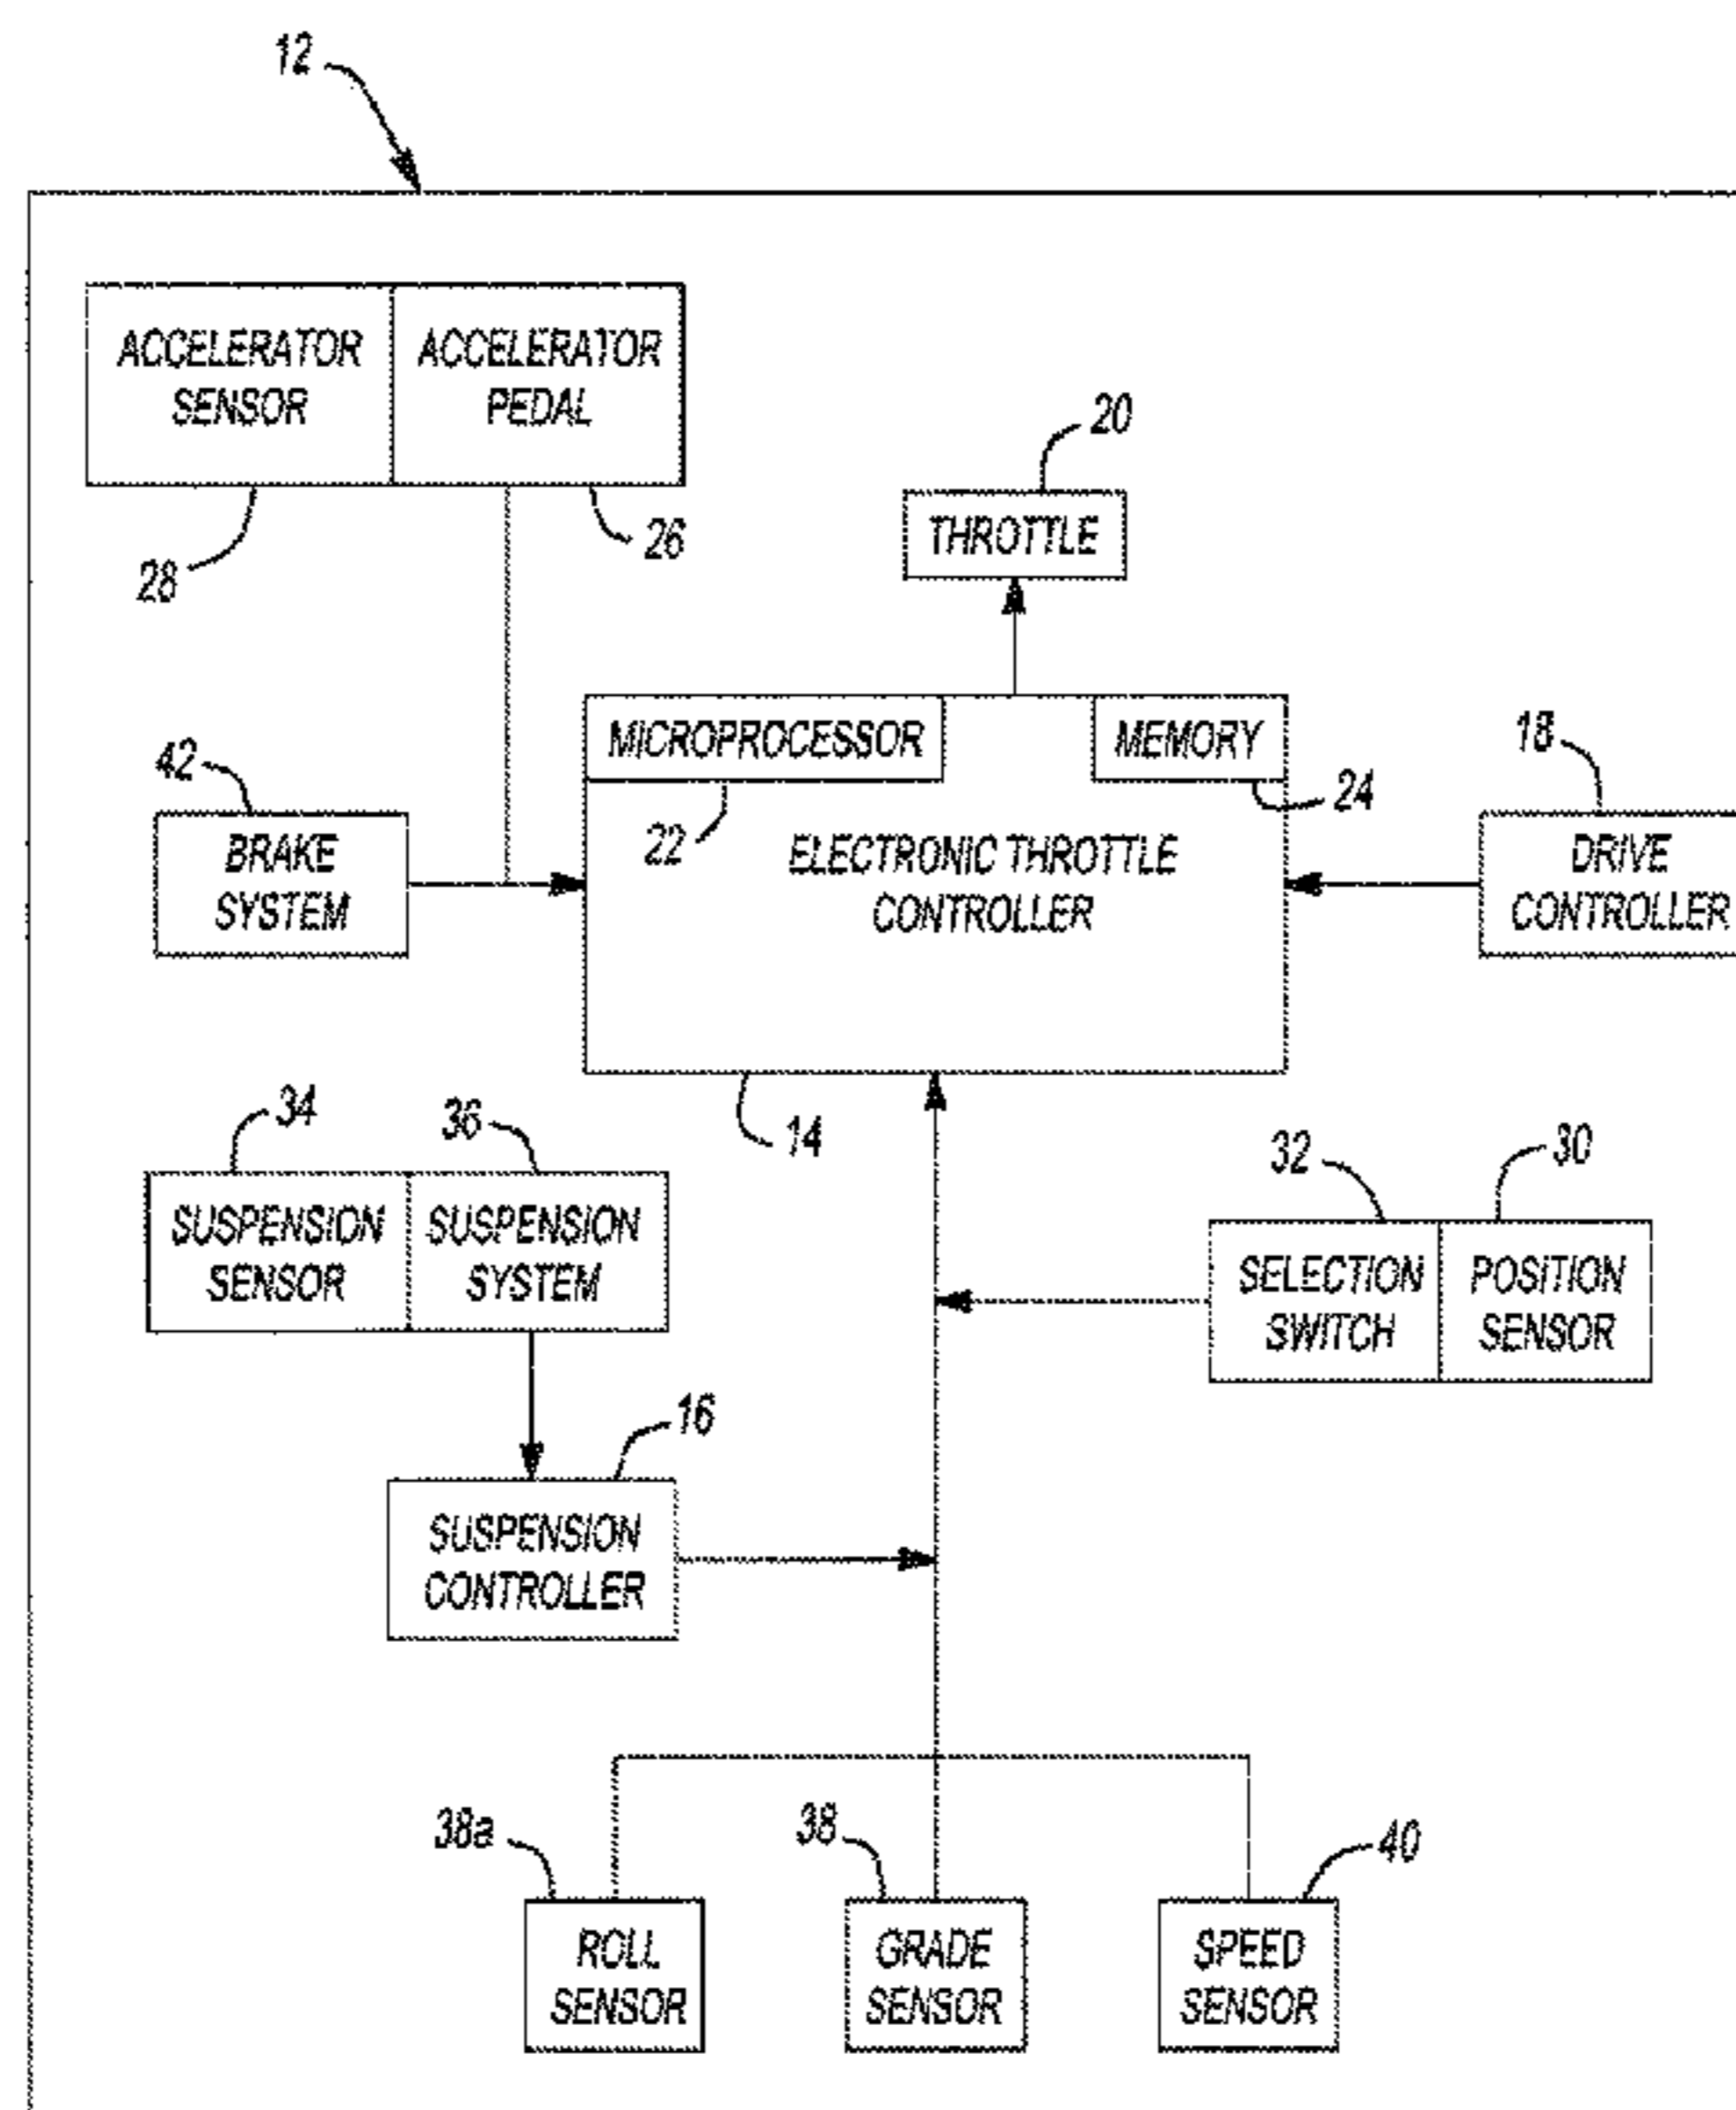 12
ACCELERATOR
SENSOR
ACCELERATOR
PEDAL
28
26
20
THROTTLE
MICROPROCESSOR
MEMORY
22
24
ELECTRONIC THROTTLE
CONTROLLER
42
BRAKE
SYSTEM
18
DRIVE
CONTROLLER
14
34
36
SUSPENSION
SENSOR
SUSPENSION
SYSTEM
32
30
SELECTION
SWITCH
POSITION
SENSOR
16
SUSPENSION
CONTROLLER
38a
38
40
ROLL
SENSOR
GRADE
SENSOR
SPEED
SENSOR